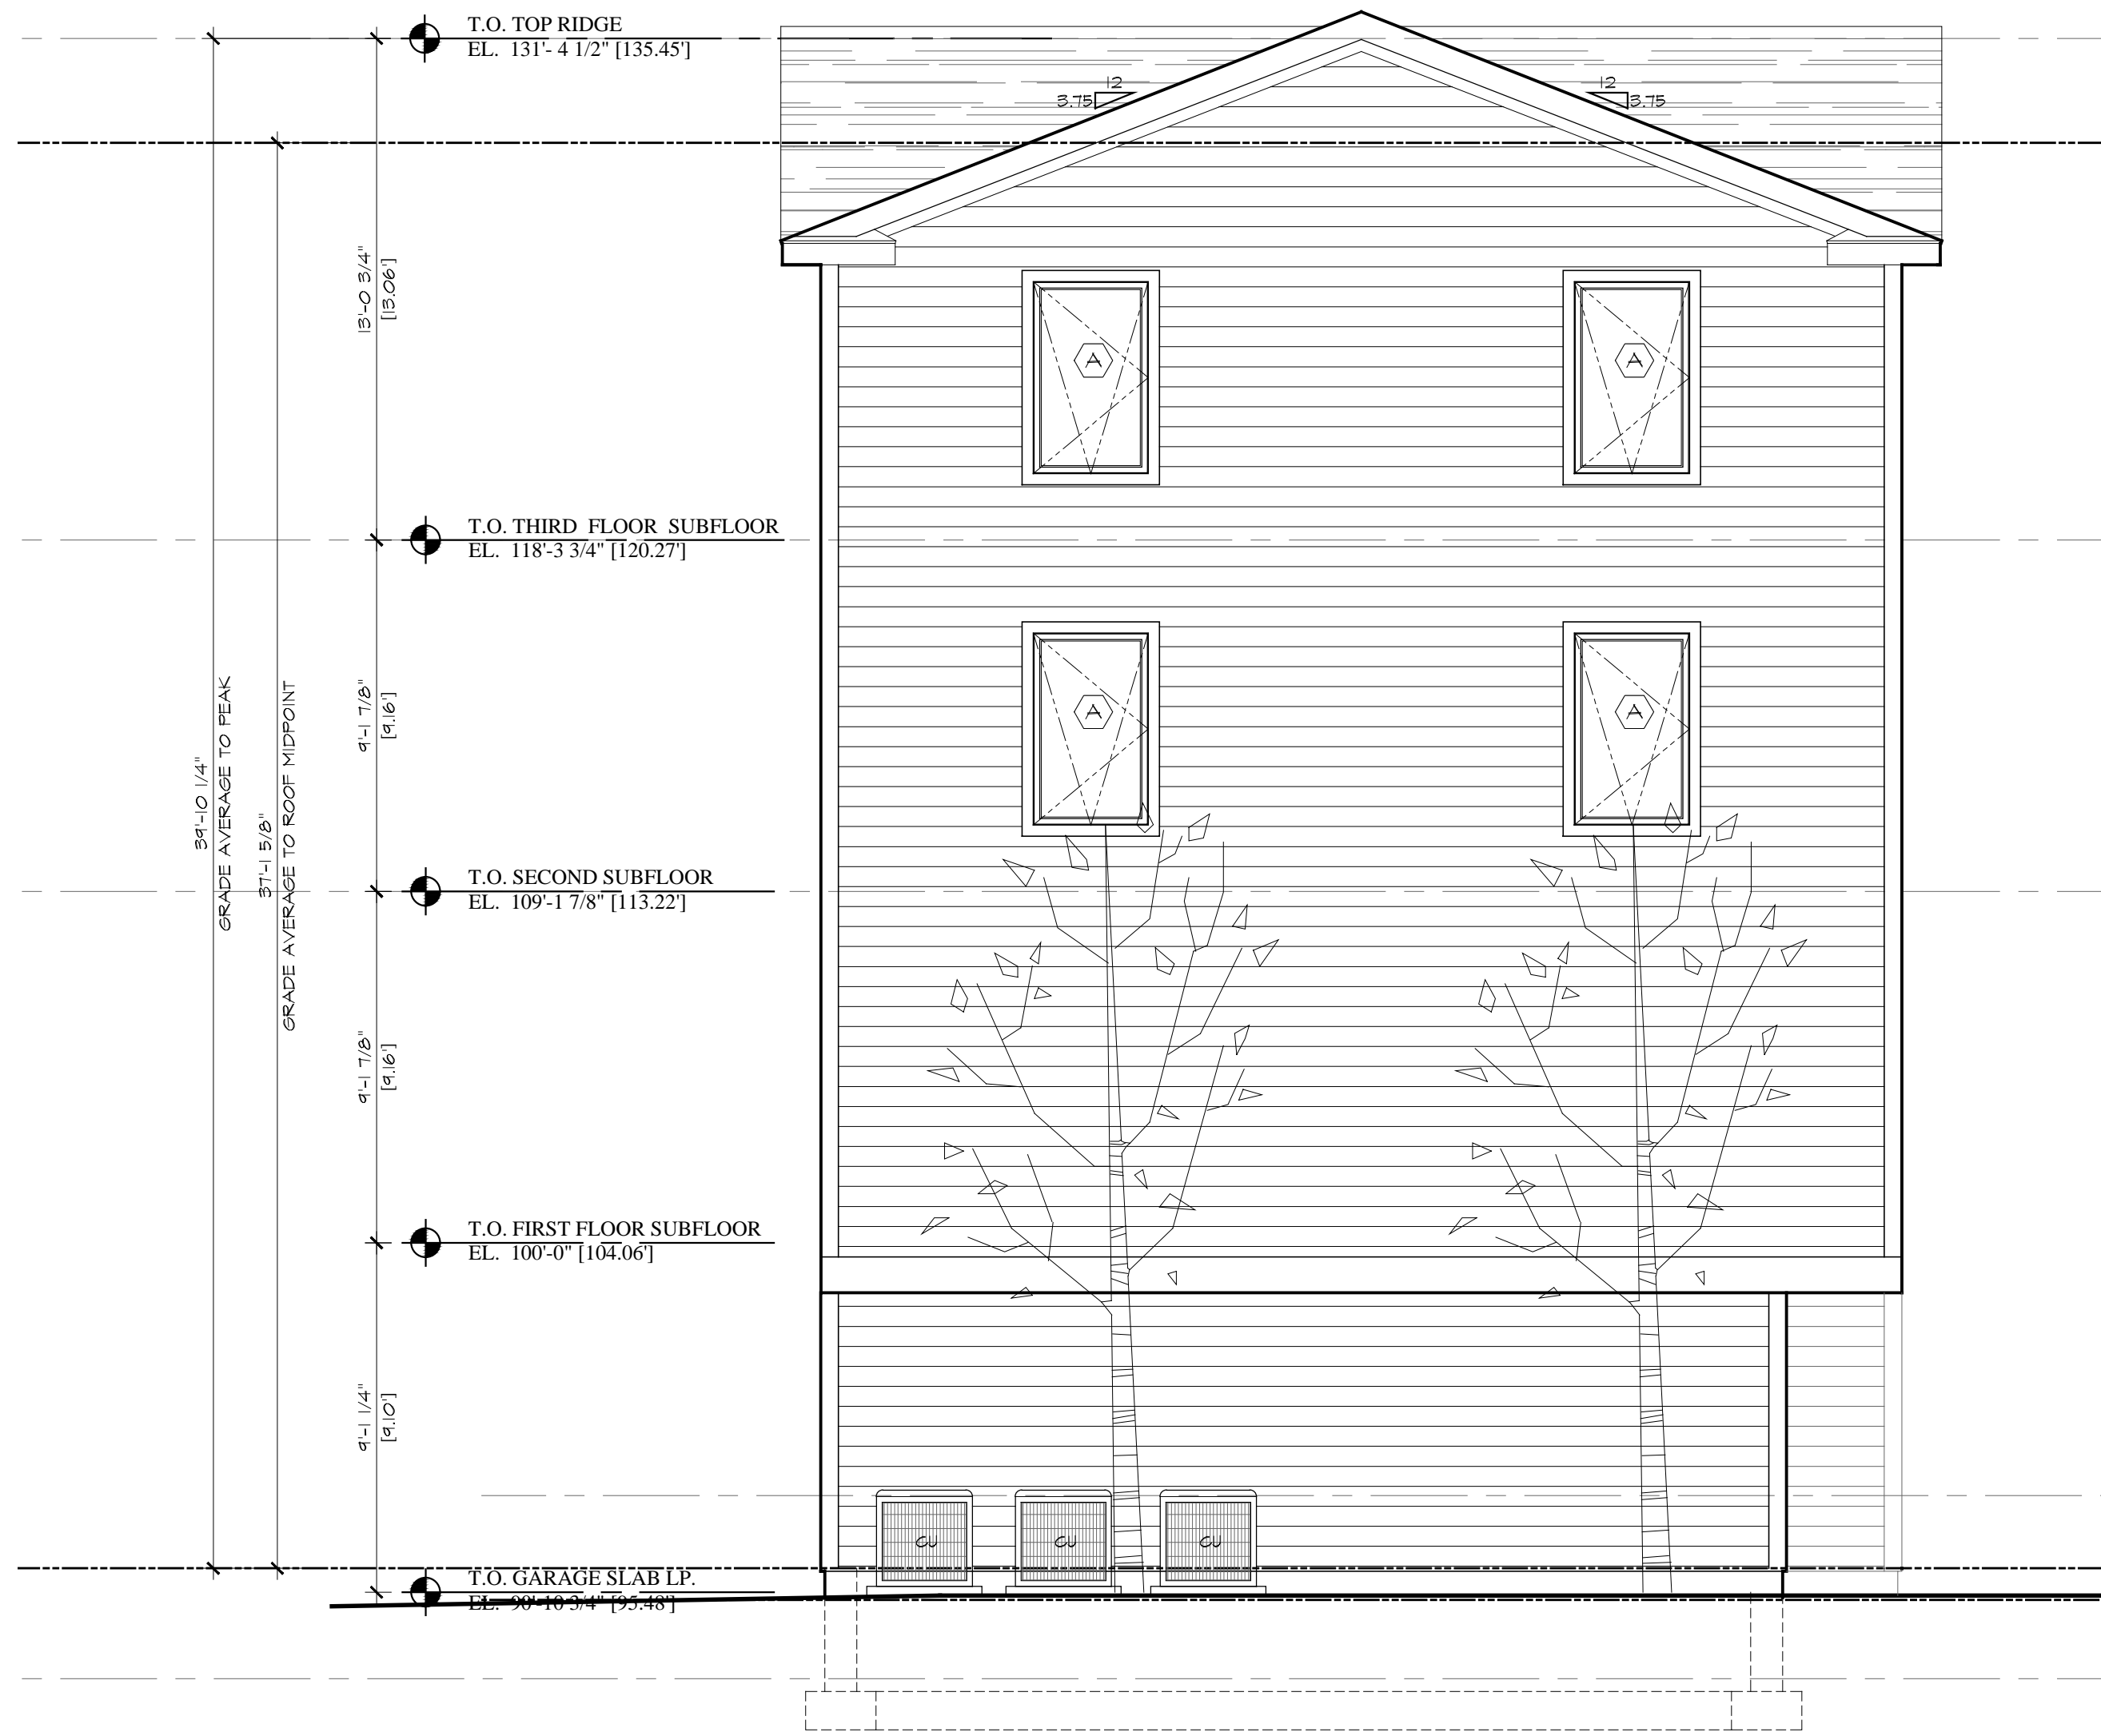 T.O. TOP RIDGE
EL. 131'- 4 1/2" [135.45']
12
3.75
12
3.75
13'-0 3/4"
[13.06']
A
A
T.O. THIRD FLOOR SUBFLOOR
EL. 118'-3 3/4" [120.27']
9'-1 7/8"
[9.16']
A
A
39'-10 1/4"
GRADE AVERAGE TO PEAK
37'-1 5/8"
GRADE AVERAGE TO ROOF MIDPOINT
T.O. SECOND SUBFLOOR
EL. 109'-1 7/8" [113.22']
9'-1 7/8"
[9.16']
T.O. FIRST FLOOR SUBFLOOR
EL. 100'-0" [104.06']
9'-1 1/4"
[9.10']
CU
CU
CU
T.O. GARAGE SLAB LP.
EL. 90'-10 3/4" [95.48']